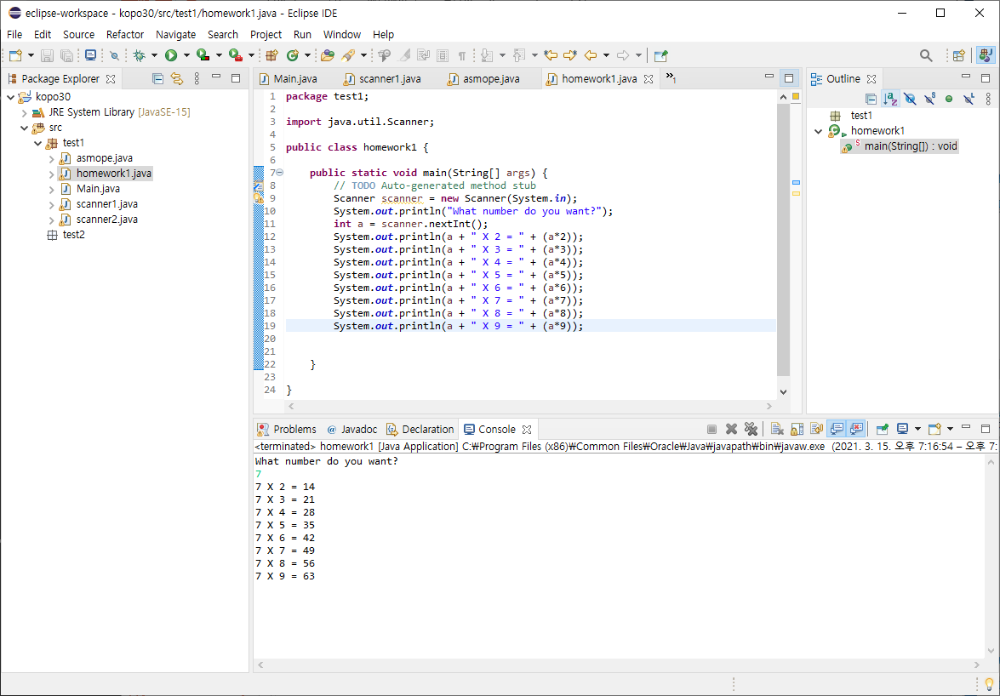 eclipse-workspace - kopo30/src/test1/homework1.java - Eclipse IDE
File Edit Source Refactor Navigate Search Project Run Window Help
Package Explorer
kopo30
JRE System Library [JavaSE-15]
src
test1
asmope.java
homework1.java
Main.java
scanner1.java
scanner2.java
test2
Main.java scanner1.java asmope.java homework1.java »1
1 package test1;
2
3 import java.util.Scanner;
4
5 public class homework1 {
6
7 public static void main(String[] args) {
8 // TODO Auto-generated method stub
9 Scanner scanner = new Scanner(System.in);
10 System.out.println("What number do you want?");
11 int a = scanner.nextInt();
12 System.out.println(a + " X 2 = " + (a*2));
13 System.out.println(a + " X 3 = " + (a*3));
14 System.out.println(a + " X 4 = " + (a*4));
15 System.out.println(a + " X 5 = " + (a*5));
16 System.out.println(a + " X 6 = " + (a*6));
17 System.out.println(a + " X 7 = " + (a*7));
18 System.out.println(a + " X 8 = " + (a*8));
19 System.out.println(a + " X 9 = " + (a*9));
20
21
22 }
23
24 }
Outline
test1
homework1
main(String[]) : void
Problems @ Javadoc Declaration Console
<terminated> homework1 [Java Application] C:₩Program Files (x86)₩Common Files₩Oracle₩Java₩javapath₩bin₩javaw.exe (2021. 3. 15. 오후 7:16:54 – 오후 7:
What number do you want?
7
7 X 2 = 14
7 X 3 = 21
7 X 4 = 28
7 X 5 = 35
7 X 6 = 42
7 X 7 = 49
7 X 8 = 56
7 X 9 = 63